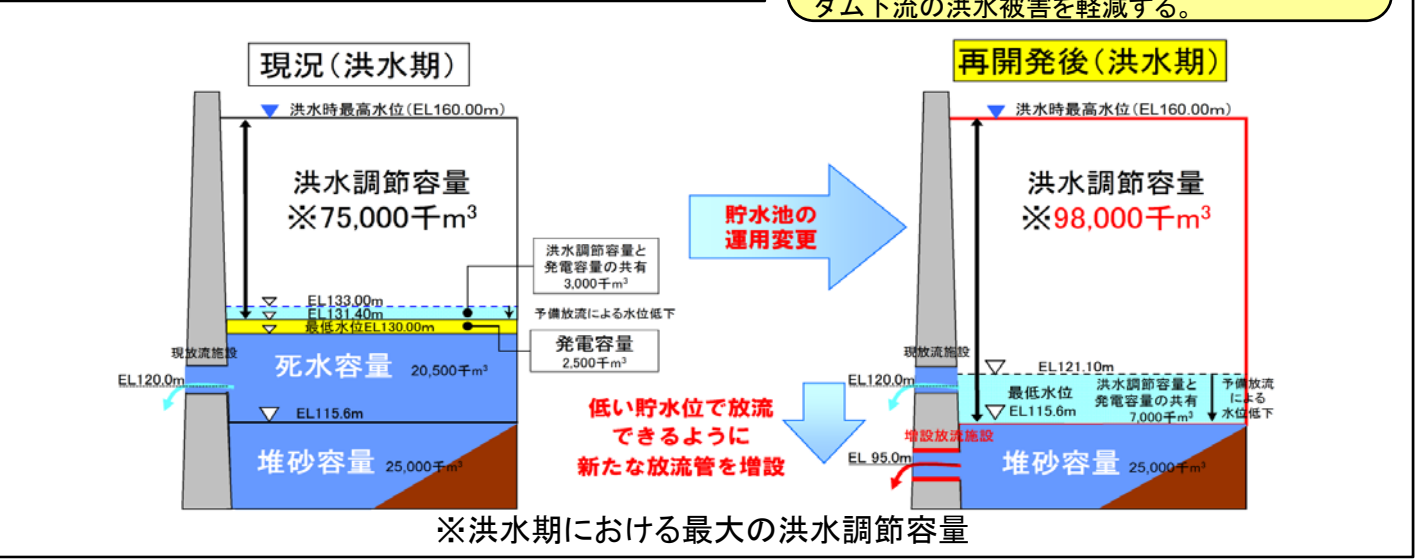 ダム下流の洪水被害を軽減する。
現況(洪水期)
洪水時最高水位(EL160.00m)
洪水調節容量
※75,000千m³
洪水調節容量と
発電容量の共有
3,000千m³
EL133.00m
EL131.40m
予備放流による水位低下
最低水位EL130.00m
発電容量
2,500千m³
現放流施設
死水容量 20,500千m³
EL120.0m
EL115.6m
堆砂容量 25,000千m³
貯水池の
運用変更
低い貯水位で放流
できるように
新たな放流管を増設
再開発後(洪水期)
洪水時最高水位(EL160.00m)
洪水調節容量
※98,000千m³
現放流施設
EL121.10m
EL120.0m
最低水位
EL115.6m
洪水調節容量と
発電容量の共有
7,000千m³
予備放流
による
水位低下
増設放流施設
EL 95.0m
堆砂容量 25,000千m³
※洪水期における最大の洪水調節容量